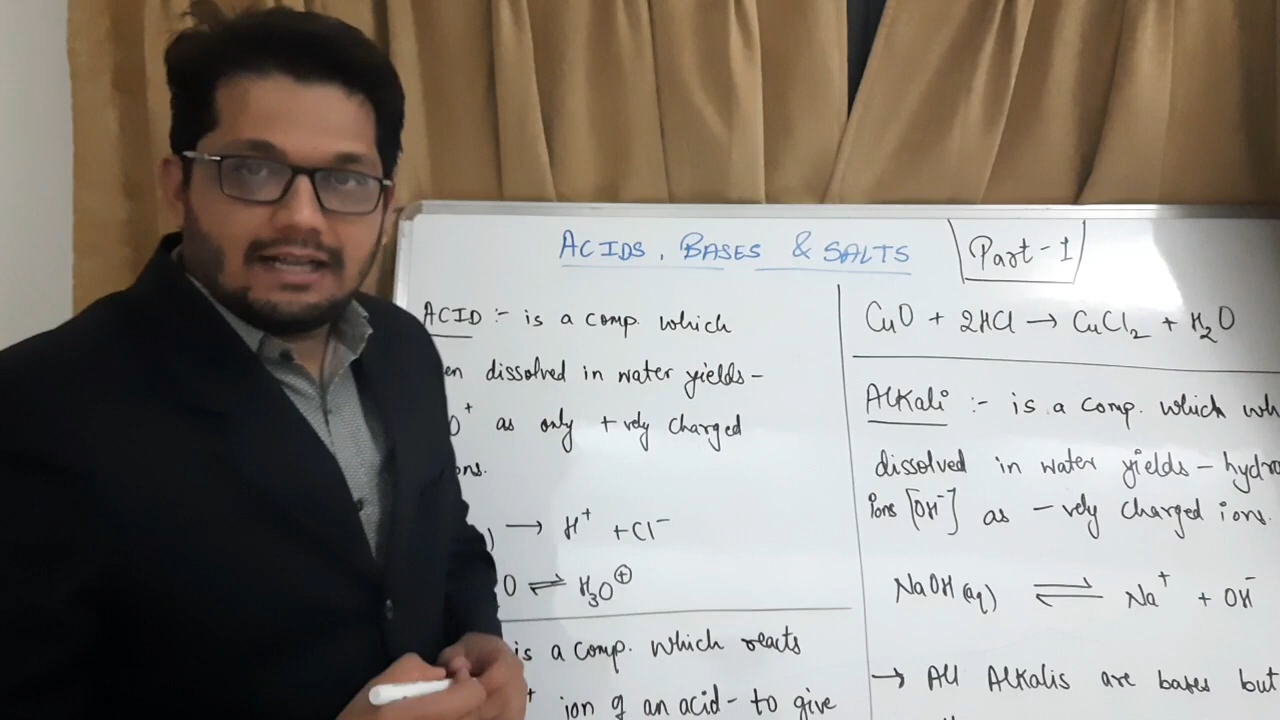 ACIDS, BASES & SALTS
Part-1
ACID :- is a comp. which
en dissolved in water yields -
O⁺ as only +vely charged
ons.
) → H⁺ + Cl⁻
O ⇌ H₃O⊕
is a comp. which reacts
⁺ ion of an acid - to give
CuO + 2HCl → CuCl₂ + H₂O
Alkali :- is a comp. which wh
dissolved in water yields - hydro
ions [OH⁻] as -vely charged ions.
NaOH(aq) ⇌ Na⁺ + OH⁻
→ All Alkalis are bases but